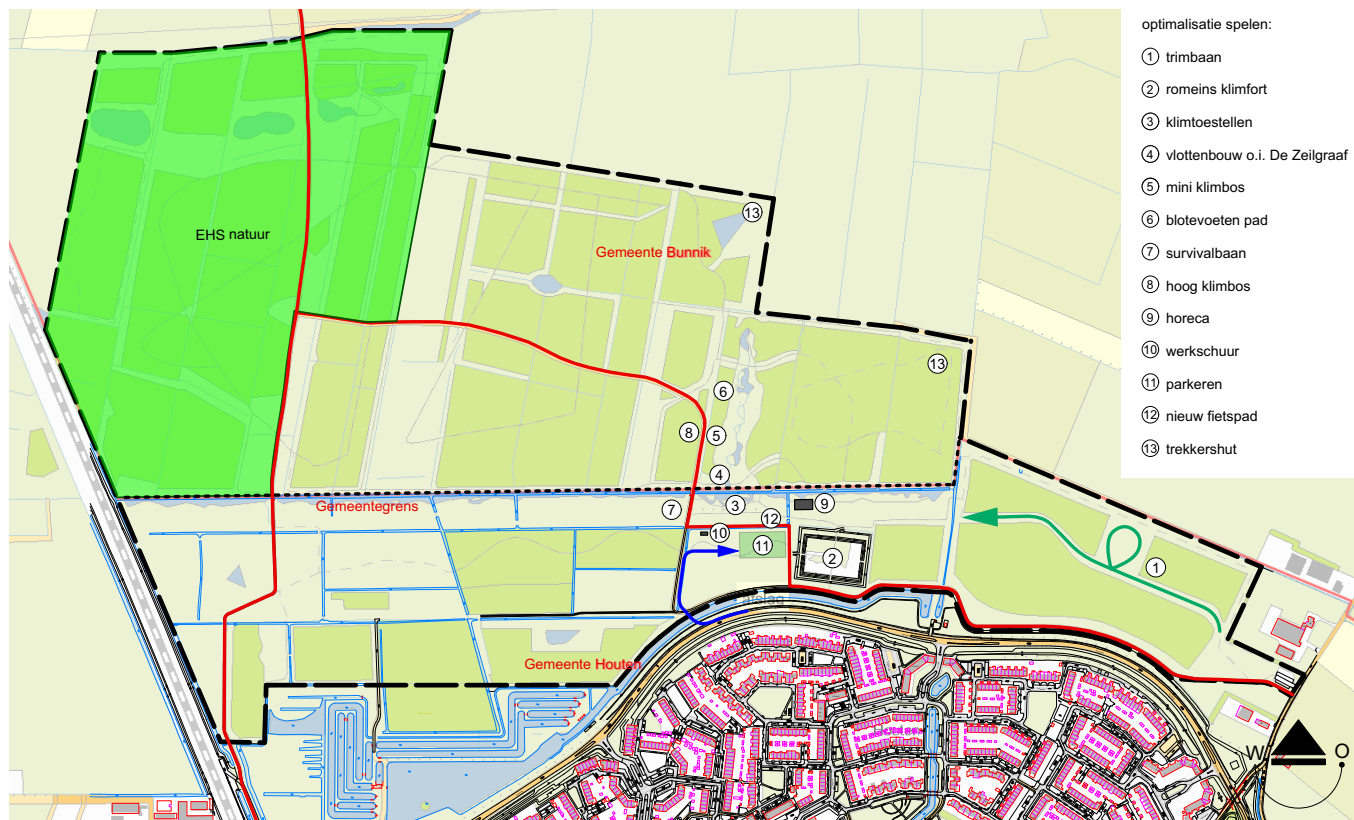 optimalisatie spelen:
1 trimbaan
2 romeins klimfort
3 klimtoestellen
4 vlottenbouw o.i. De Zeilgraaf
5 mini klimbos
6 blotevoeten pad
7 survivalbaan
8 hoog klimbos
9 horeca
10 werkschuur
11 parkeren
12 nieuw fietspad
13 trekkershut
13
EHS natuur
Gemeente Bunnik
13
6
8
5
4
Gemeentegrens
7
3
9
12
10
11
2
1
Gemeente Houten
W
O